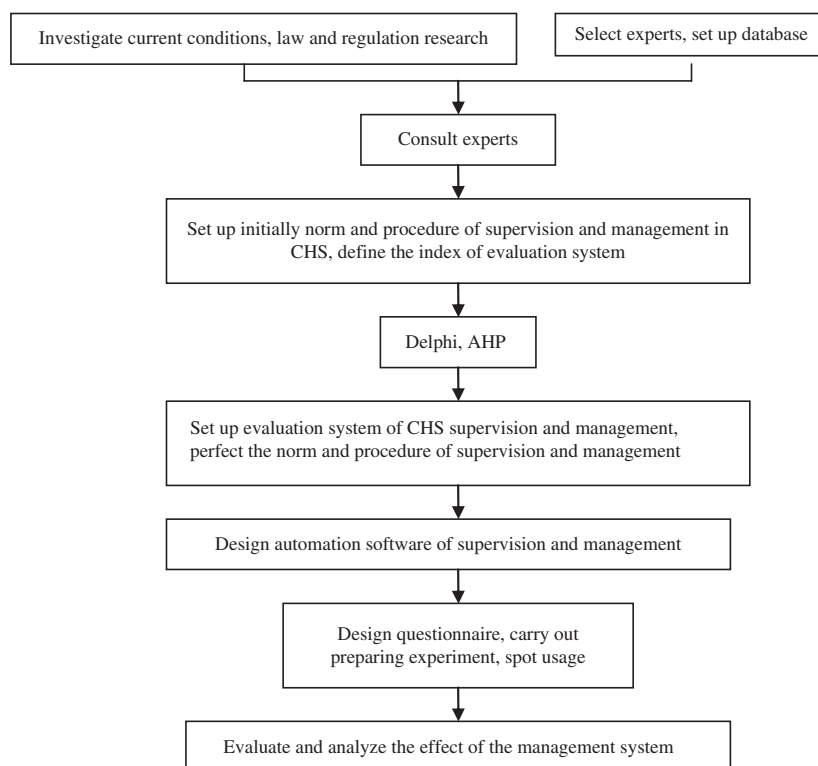 Investigate current conditions, law and regulation research
Select experts, set up database
Consult experts
Set up initially norm and procedure of supervision and management in
CHS, define the index of evaluation system
Delphi, AHP
Set up evaluation system of CHS supervision and management,
perfect the norm and procedure of supervision and management
Design automation software of supervision and management
Design questionnaire, carry out
preparing experiment, spot usage
Evaluate and analyze the effect of the management system